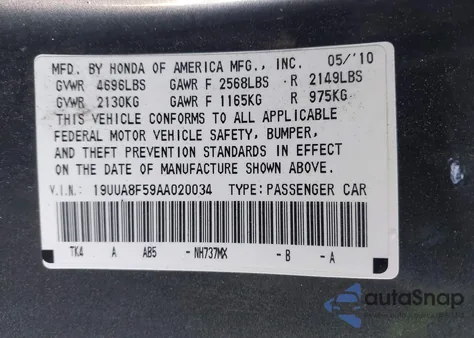 MFD. BY HONDA OF AMERICA MFG., INC. 05/'10
GVWR 4696LBS GAWR F 2568LBS R 2149LBS
GVWR 2130KG GAWR F 1165KG R 975KG
THIS VEHICLE CONFORMS TO ALL APPLICABLE
FEDERAL MOTOR VEHICLE SAFETY, BUMPER,
AND THEFT PREVENTION STANDARDS IN EFFECT
ON THE DATE OF MANUFACTURE SHOWN ABOVE.
V.I.N.: 19UUA8F59AA020034 TYPE: PASSENGER CAR
TK4 A AB5 - NH737MX - B - A
autoSnap